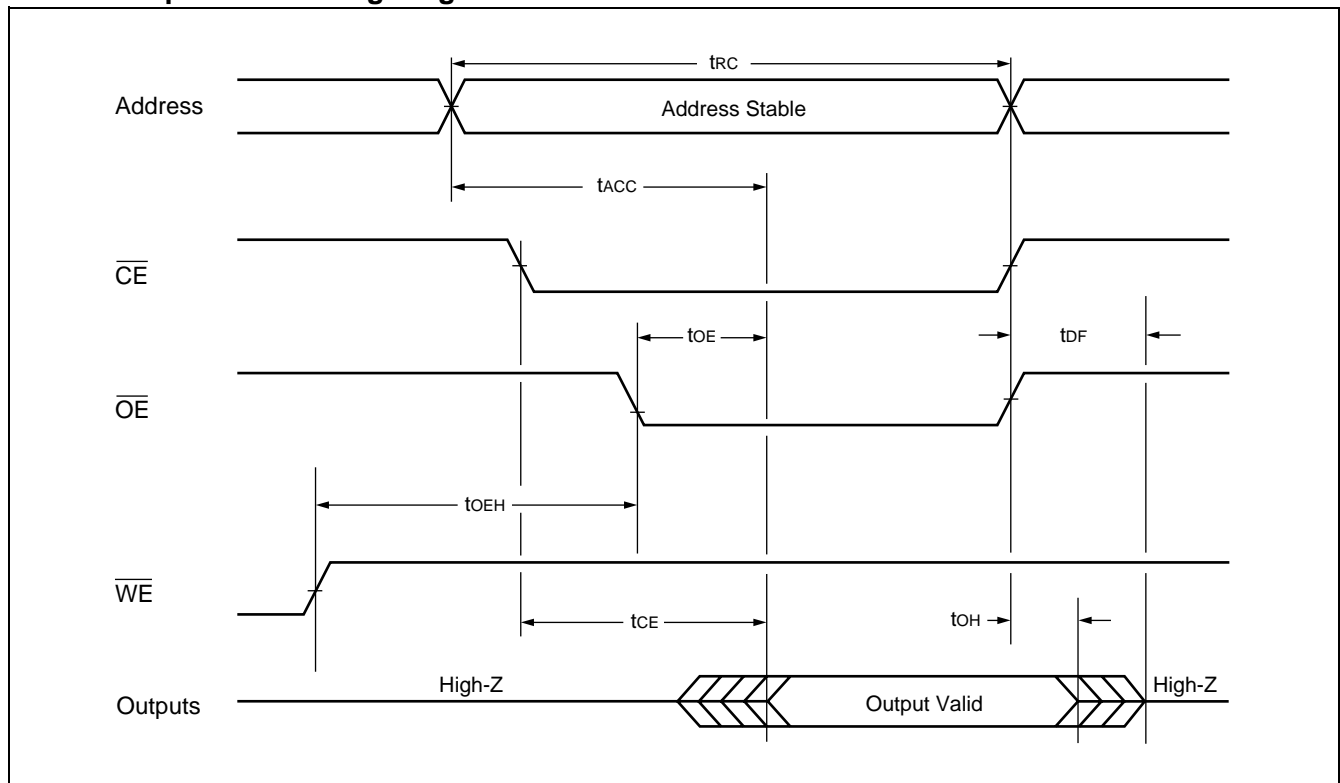 tRC
Address
Address Stable
tACC
CE
tOE
tDF
OE
tOEH
WE
tCE
tOH
High-Z
High-Z
Outputs
Output Valid